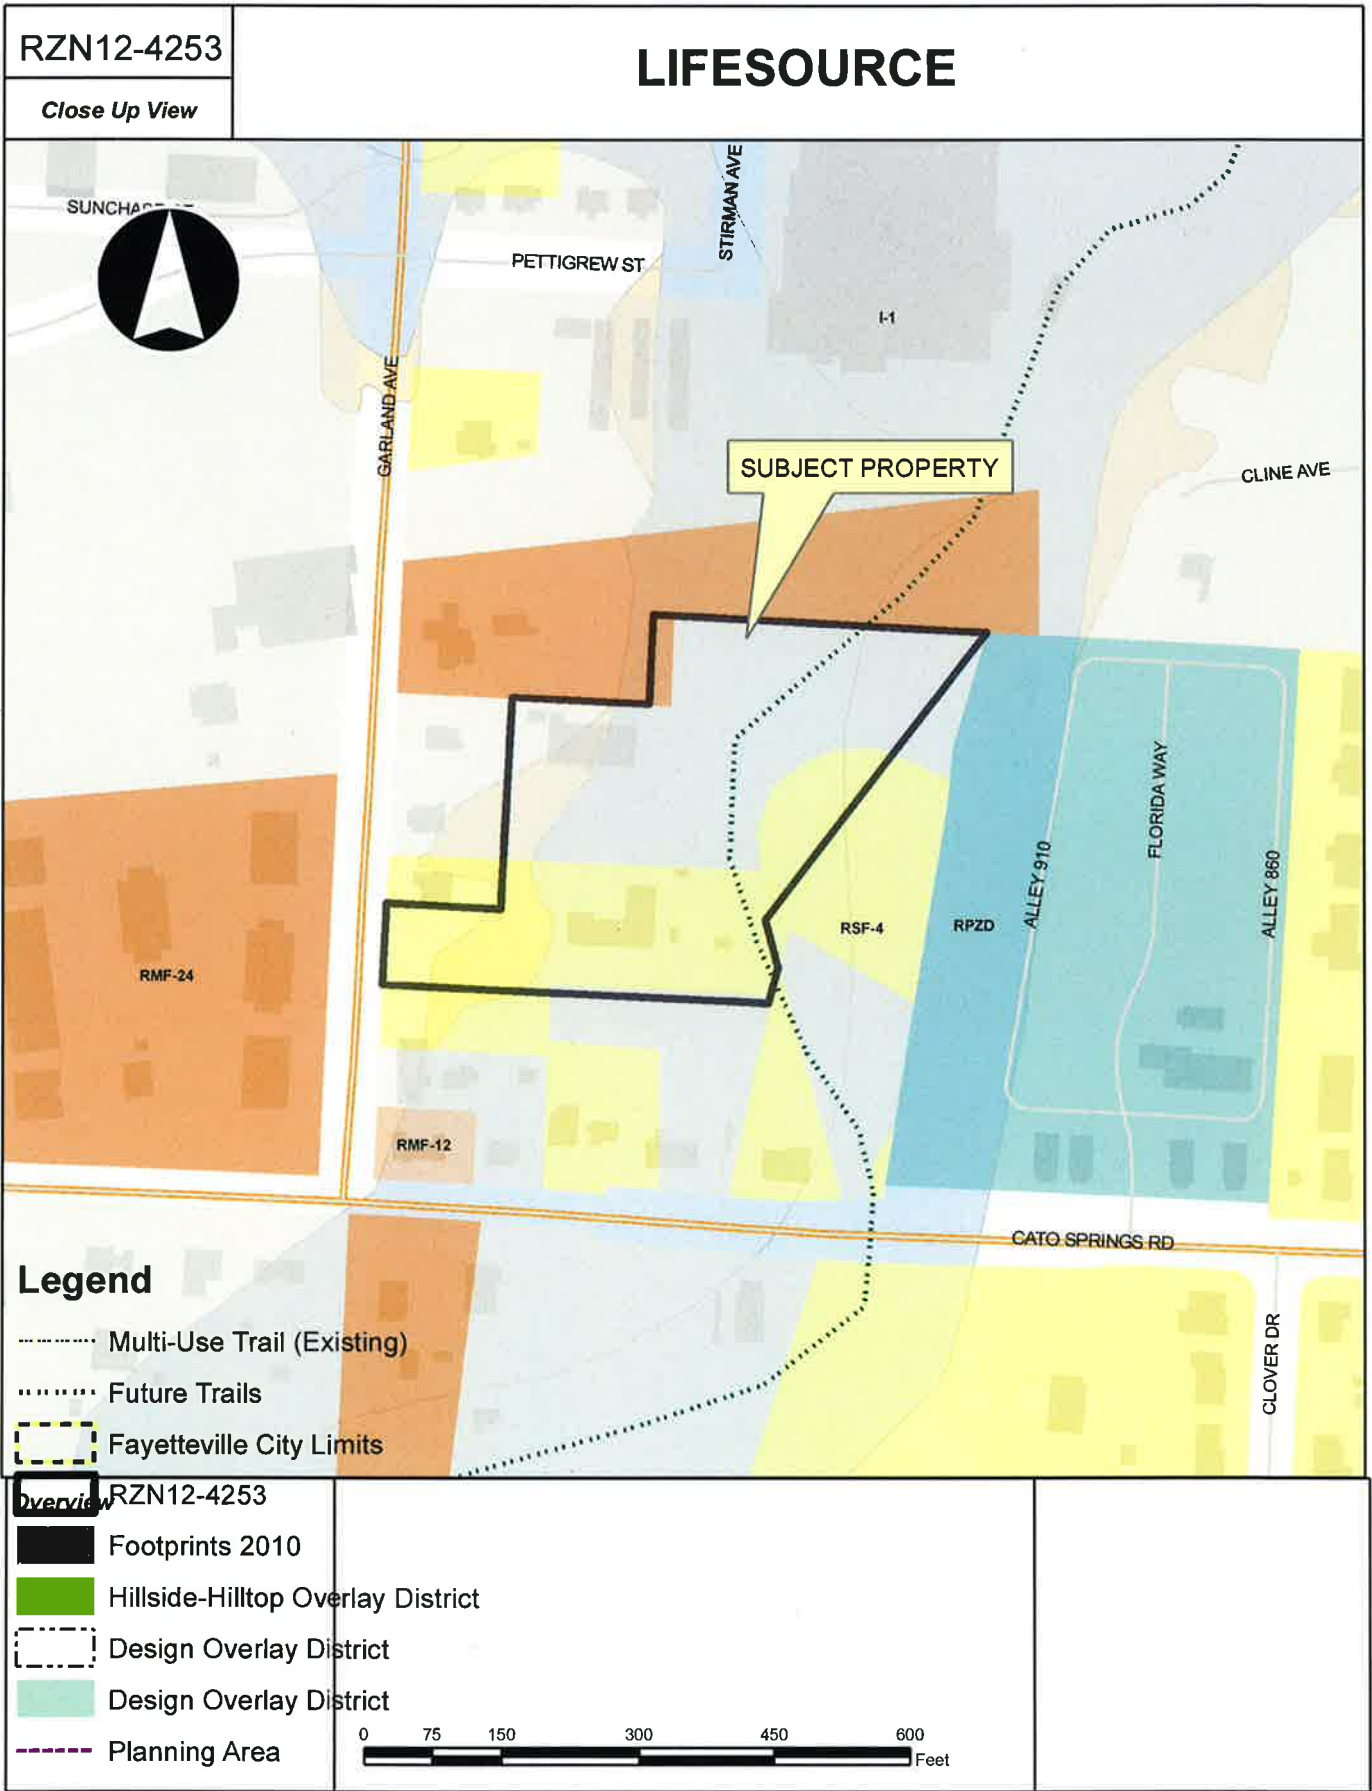 RZN12-4253
Close Up View
LIFESOURCE
STIRMAN AVE
PETTIGREW ST
I-1
GARLAND AVE
SUBJECT PROPERTY
CLINE AVE
FLORIDA WAY
ALLEY 910
ALLEY 860
RSF-4
RPZD
RMF-24
RMF-12
CATO SPRINGS RD
CLOVER DR
Legend
Multi-Use Trail (Existing)
Future Trails
Fayetteville City Limits
Overview
RZN12-4253
Footprints 2010
Hillside-Hilltop Overlay District
Design Overlay District
Design Overlay District
Planning Area
0 75 150 300 450 600
Feet